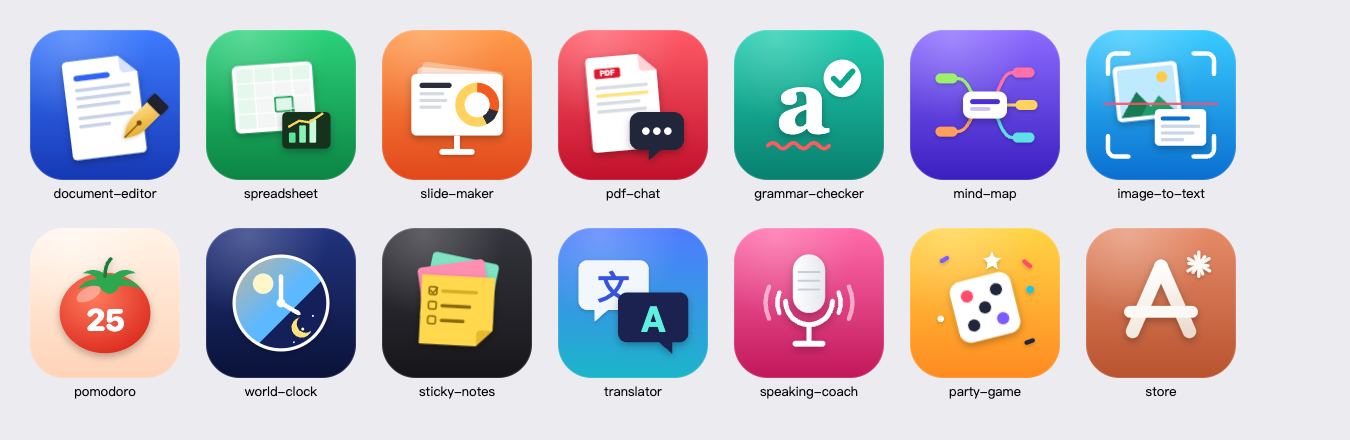 PDF
a
document-editor
spreadsheet
slide-maker
pdf-chat
grammar-checker
mind-map
image-to-text
25
文
A
A
pomodoro
world-clock
sticky-notes
translator
speaking-coach
party-game
store